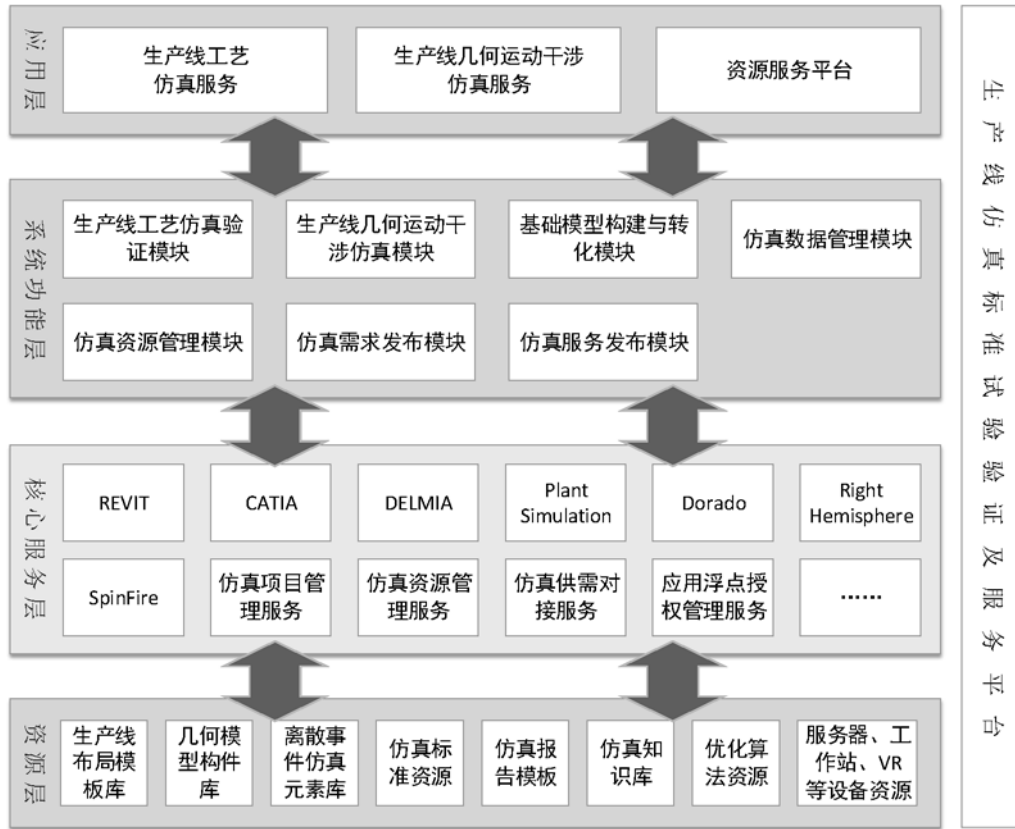 应用层
生产线工艺
仿真服务
生产线几何运动干涉
仿真服务
资源服务平台
系统功能层
生产线工艺仿真验
证模块
生产线几何运动干
涉仿真模块
基础模型构建与转
化模块
仿真数据管理模块
仿真资源管理模块
仿真需求发布模块
仿真服务发布模块
核心服务层
REVIT
CATIA
DELMIA
Plant
Simulation
Dorado
Right
Hemisphere
SpinFire
仿真项目管
理服务
仿真资源管
理服务
仿真供需对
接服务
应用浮点授
权管理服务
……
资源层
生产线
布局模
板库
几何模
型构件
库
离散事
件仿真
元素库
仿真标
准资源
仿真报
告模板
仿真知
识库
优化算
法资源
服务器、工
作站、VR
等设备资源
生产线仿真标准试验验证及服务平台